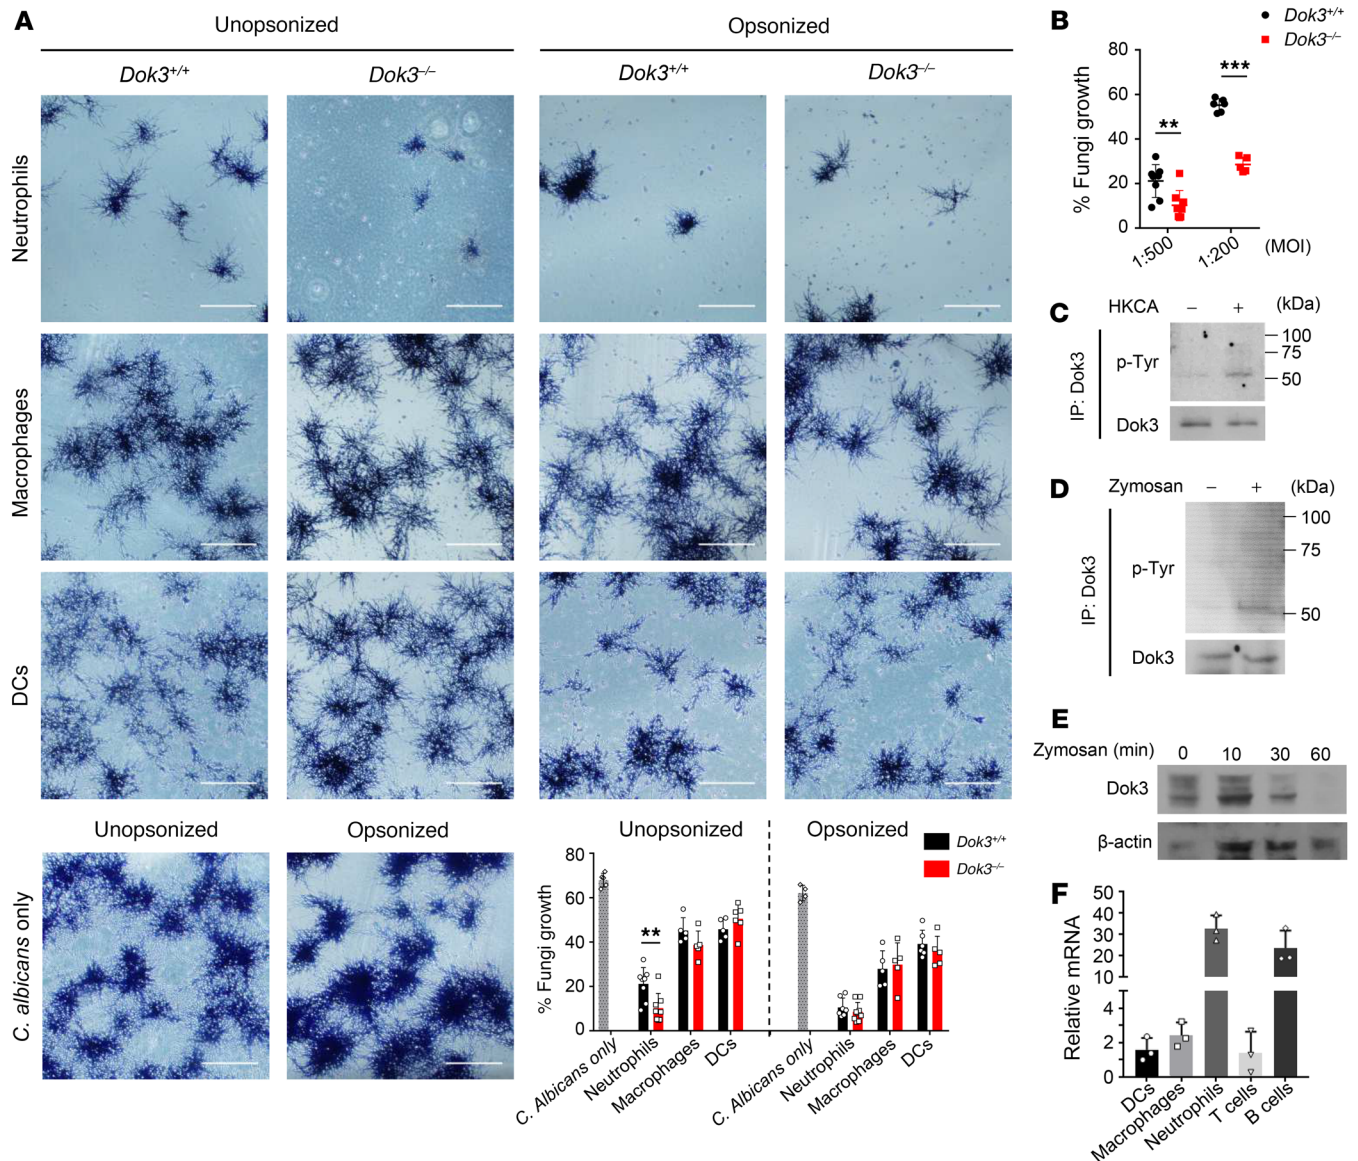 A
Unopsonized
Opsonized
Dok3+/+
Dok3–/–
Dok3+/+
Dok3–/–
Neutrophils
Macrophages
DCs
Unopsonized
Opsonized
C. albicans only
Unopsonized
Opsonized
Dok3+/+
Dok3–/–
% Fungi growth
80
60
40
20
0
**
C. Albicans only
Neutrophils
Macrophages
DCs
C. Albicans only
Neutrophils
Macrophages
DCs
B
Dok3+/+
Dok3–/–
% Fungi growth
80
60
40
20
0
**
***
1:500
1:200
(MOI)
C
HKCA – + (kDa)
IP: Dok3
p-Tyr
100
75
50
Dok3
D
Zymosan – + (kDa)
IP: Dok3
p-Tyr
100
75
50
Dok3
E
Zymosan (min) 0 10 30 60
Dok3
β-actin
F
Relative mRNA
50
40
30
20
10
4
2
0
DCs
Macrophages
Neutrophils
T cells
B cells